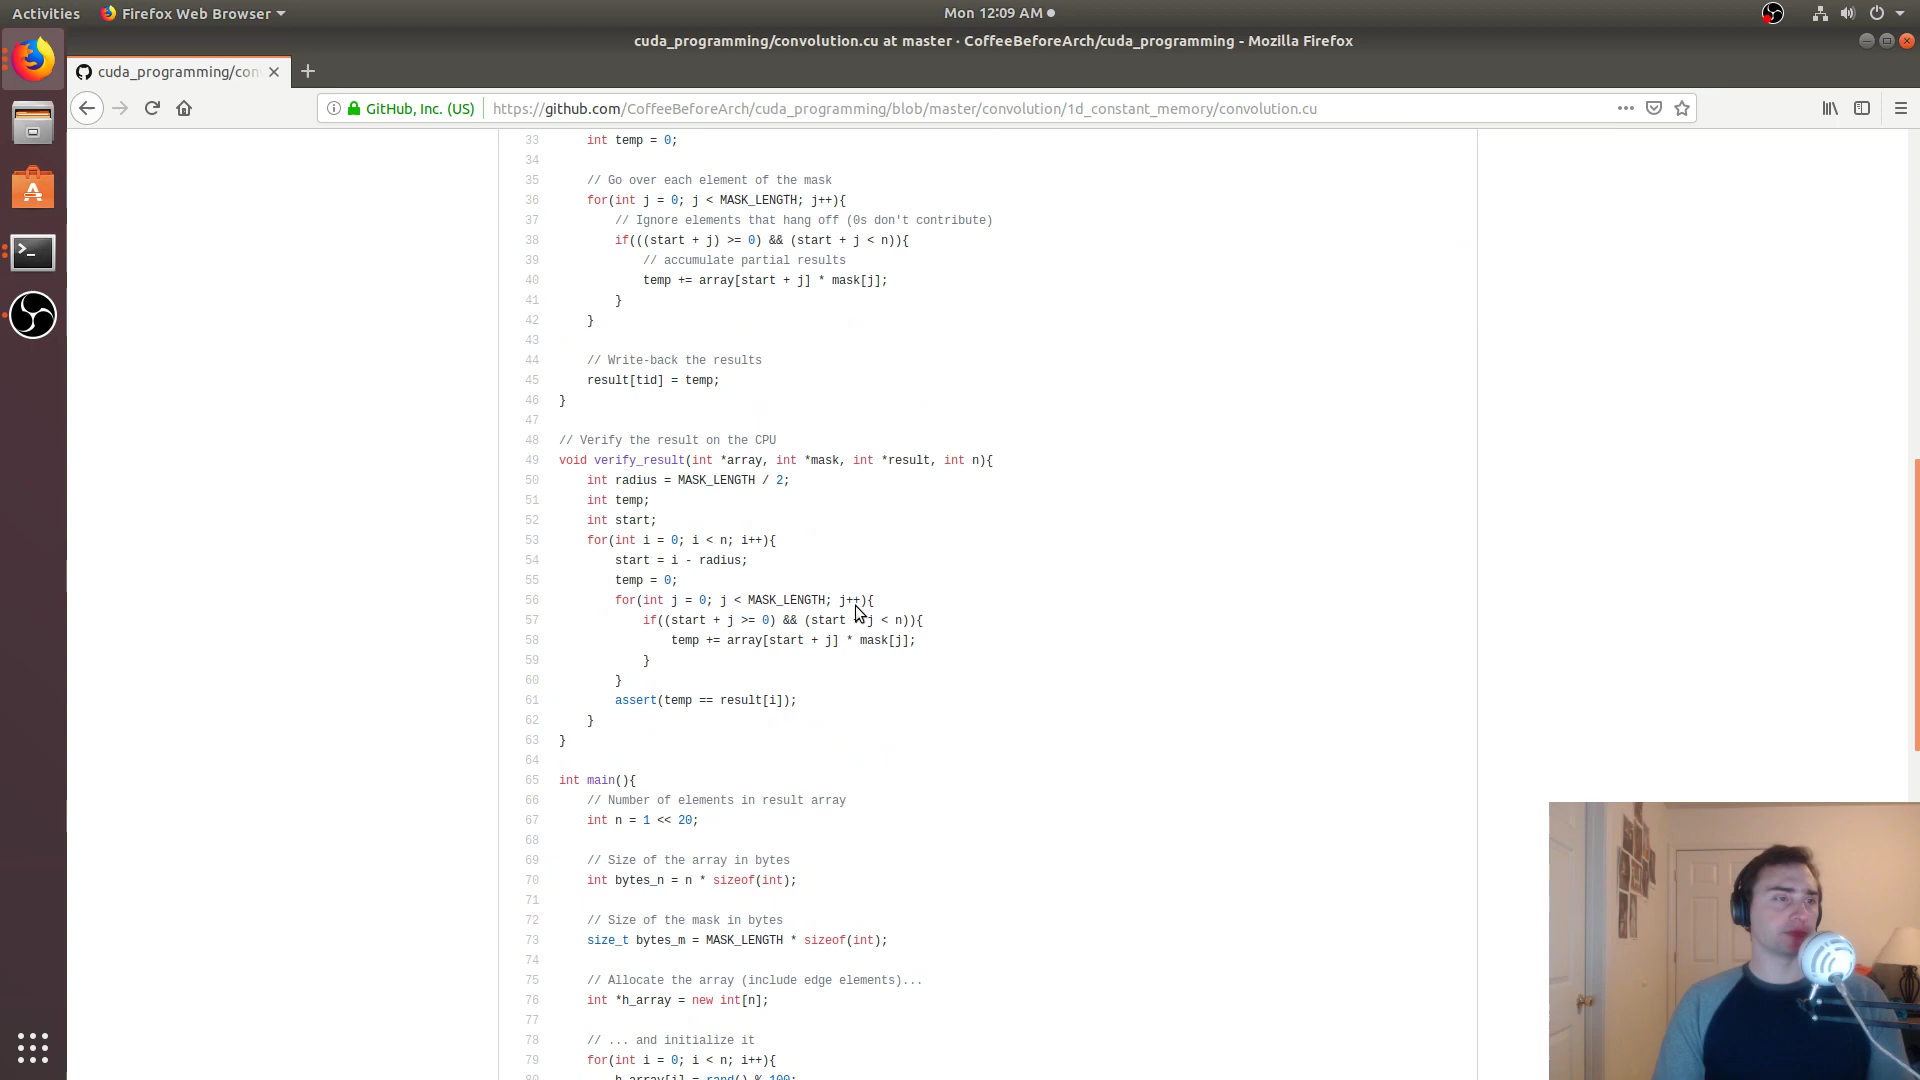 Activities
Firefox Web Browser
Mon 12:09 AM
cuda_programming/convolution.cu at master · CoffeeBeforeArch/cuda_programming - Mozilla Firefox
cuda_programming/con
GitHub, Inc. (US)
https://github.com/CoffeeBeforeArch/cuda_programming/blob/master/convolution/1d_constant_memory/convolution.cu
33 int temp = 0;
34
35 // Go over each element of the mask
36 for(int j = 0; j < MASK_LENGTH; j++){
37 // Ignore elements that hang off (0s don't contribute)
38 if(((start + j) >= 0) && (start + j < n)){
39 // accumulate partial results
40 temp += array[start + j] * mask[j];
41 }
42 }
43
44 // Write-back the results
45 result[tid] = temp;
46 }
47
48 // Verify the result on the CPU
49 void verify_result(int *array, int *mask, int *result, int n){
50 int radius = MASK_LENGTH / 2;
51 int temp;
52 int start;
53 for(int i = 0; i < n; i++){
54 start = i - radius;
55 temp = 0;
56 for(int j = 0; j < MASK_LENGTH; j++){
57 if((start + j >= 0) && (start + j < n)){
58 temp += array[start + j] * mask[j];
59 }
60 }
61 assert(temp == result[i]);
62 }
63 }
64
65 int main(){
66 // Number of elements in result array
67 int n = 1 << 20;
68
69 // Size of the array in bytes
70 int bytes_n = n * sizeof(int);
71
72 // Size of the mask in bytes
73 size_t bytes_m = MASK_LENGTH * sizeof(int);
74
75 // Allocate the array (include edge elements)...
76 int *h_array = new int[n];
77
78 // ... and initialize it
79 for(int i = 0; i < n; i++){
80 h_array[i] = rand() % 100;